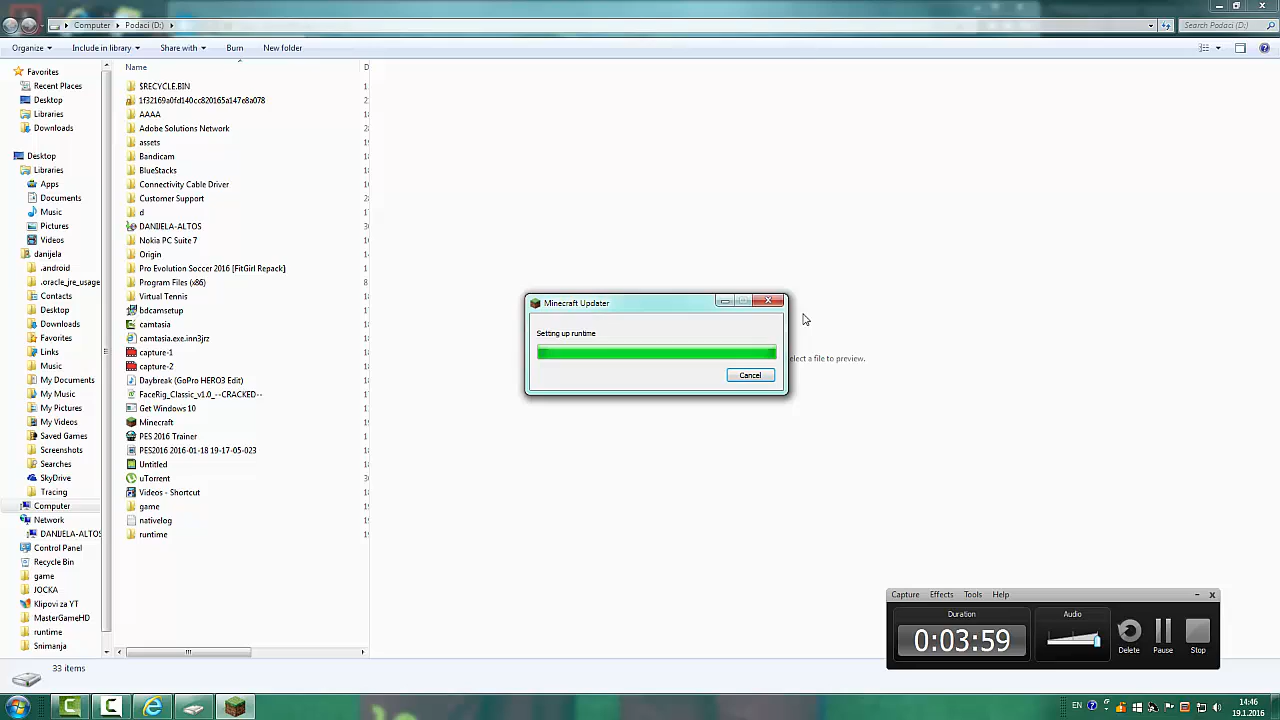 Computer
Podaci (D:)
Search Podaci (D:)
Organize
Include in library
Share with
Burn
New folder
Favorites
Recent Places
Desktop
Libraries
Downloads
Desktop
Libraries
Apps
Documents
Music
Pictures
Videos
danijela
.android
.oracle_jre_usage
Contacts
Desktop
Downloads
Favorites
Links
Music
My Documents
My Music
My Pictures
My Videos
Saved Games
Screenshots
Searches
SkyDrive
Tracing
Computer
Network
DANIJELA-ALTOS
Control Panel
Recycle Bin
game
JOCKA
Klipovi za YT
MasterGameHD
runtime
Snimanja
Name
$RECYCLE.BIN
1f32169a0fd140cc820165a147e8a078
AAAA
Adobe Solutions Network
assets
Bandicam
BlueStacks
Connectivity Cable Driver
Customer Support
d
DANIJELA-ALTOS
Nokia PC Suite 7
Origin
Pro Evolution Soccer 2016 [FitGirl Repack]
Program Files (x86)
Virtual Tennis
bdcamsetup
camtasia
camtasia.exe.inn3jrz
capture-1
capture-2
Daybreak (GoPro HERO3 Edit)
FaceRig_Classic_v1.0_--CRACKED--
Get Windows 10
Minecraft
PES 2016 Trainer
PES2016 2016-01-18 19-17-05-023
Untitled
uTorrent
Videos - Shortcut
game
nativelog
runtime
Minecraft Updater
Setting up runtime
Cancel
elect a file to preview.
Capture Effects Tools Help
Duration
0:03:59
Audio
Delete
Pause
Stop
33 items
EN
14:46
19.1.2016